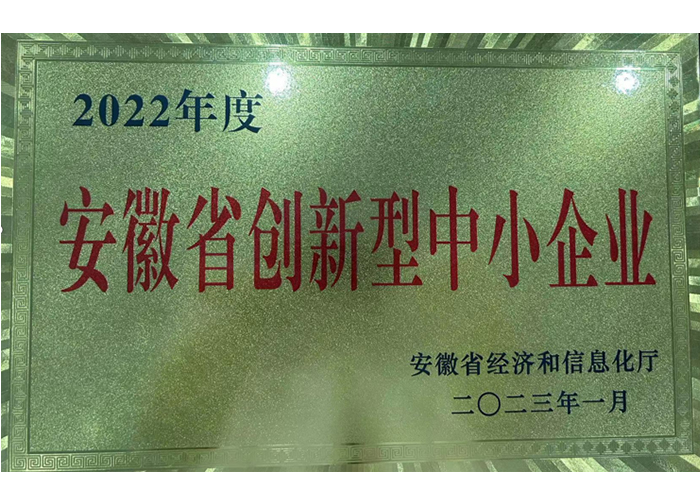 2022年度
安徽省创新型中小企业
安徽省经济和信息化厅
二〇二三年一月